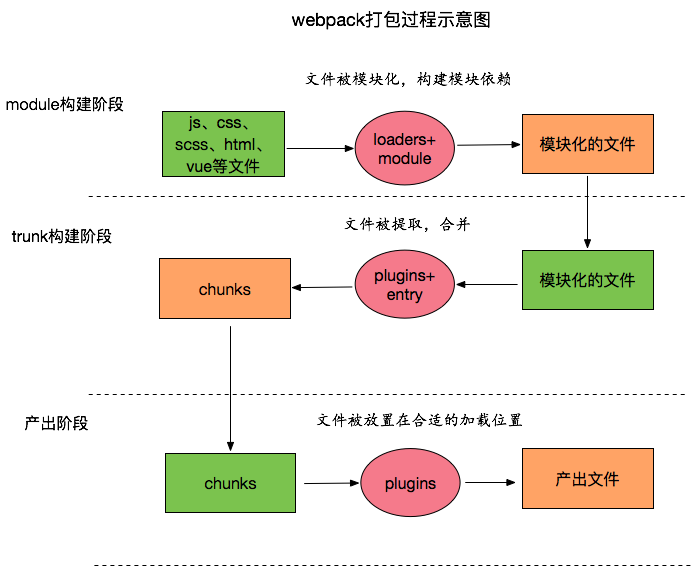 webpack打包过程示意图
文件被模块化，构建模块依赖
module构建阶段
js、css、
scss、html、
vue等文件
loaders+
module
模块化的文件
文件被提取，合并
trunk构建阶段
chunks
plugins+
entry
模块化的文件
文件被放置在合适的加载位置
产出阶段
chunks
plugins
产出文件